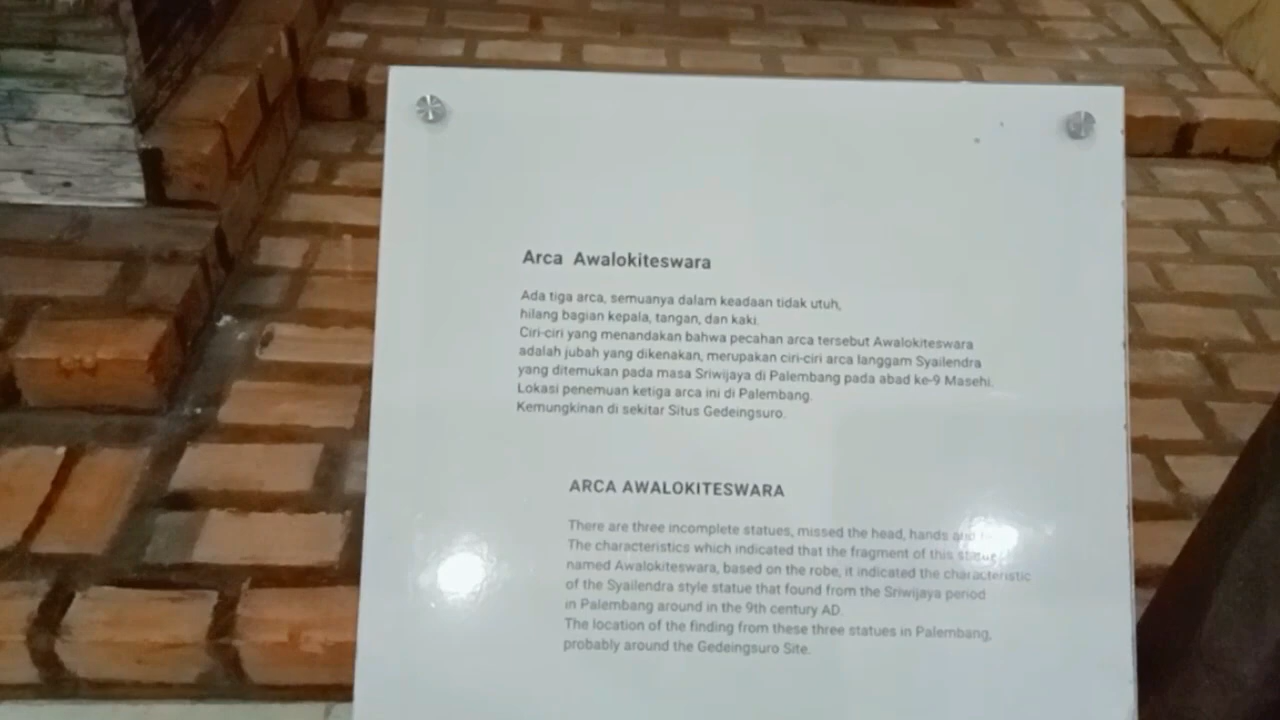 Arca Awalokiteswara
Ada tiga arca, semuanya dalam keadaan tidak utuh,
hilang bagian kepala, tangan, dan kaki.
Ciri-ciri yang menandakan bahwa pecahan arca tersebut Awalokiteswara
adalah jubah yang dikenakan, merupakan ciri-ciri arca langgam Syailendra
yang ditemukan pada masa Sriwijaya di Palembang pada abad ke-9 Masehi.
Lokasi penemuan ketiga arca ini di Palembang.
Kemungkinan di sekitar Situs Gedeingsuro.
ARCA AWALOKITESWARA
There are three incomplete statues, missed the head, hands and
The characteristics which indicated that the fragment of this
named Awalokiteswara, based on the robe, it indicated the characteristic
of the Syailendra style statue that found from the Sriwijaya period
in Palembang around in the 9th century AD.
The location of the finding from these three statues in Palembang,
probably around the Gedeingsuro Site.